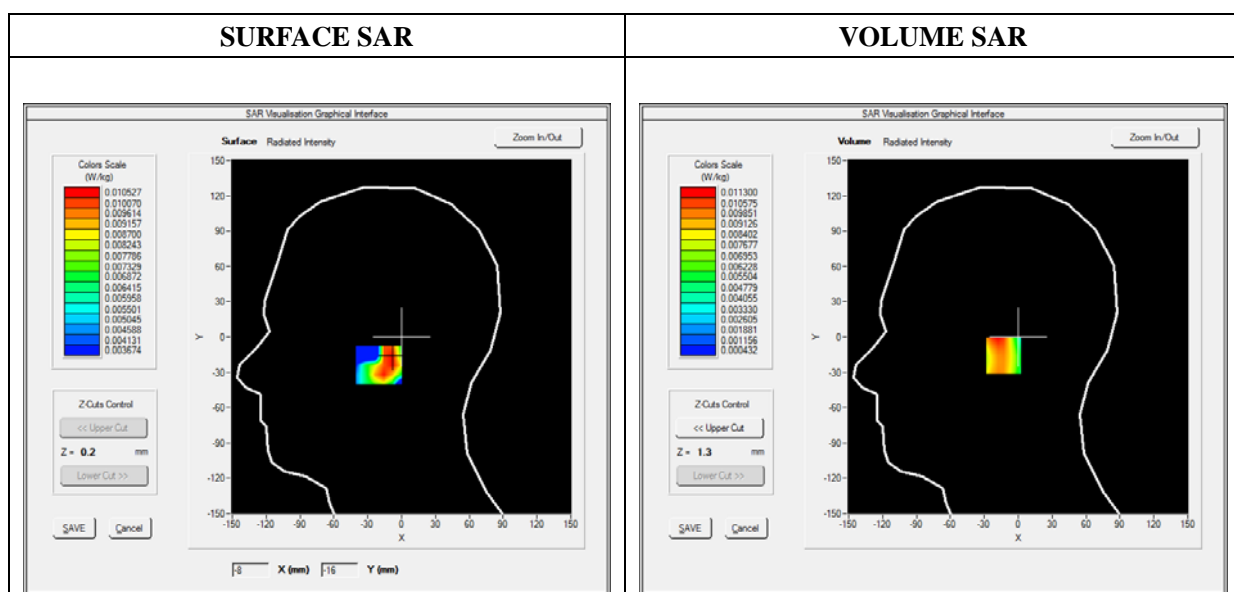 SURFACE SAR
VOLUME SAR
SAR Visualisation Graphical Interface
Surface Radiated Intensity
Zoom In/Out
Colors Scale
(W/kg)
0.010527
0.010070
0.009614
0.009157
0.008700
0.008243
0.007786
0.007329
0.006872
0.006415
0.005958
0.005501
0.005045
0.004588
0.004131
0.003674
150
120
90
60
30
0
-30
-60
-90
-120
-150
Y
-150 -120 -90 -60 -30 0 30 60 90 120 150
X
Z-Cuts Control
<< Upper Cut
Z = 0.2 mm
Lower Cut >>
SAVE Cancel
-8 X (mm) -16 Y (mm)
SAR Visualisation Graphical Interface
Volume Radiated Intensity
Zoom In/Out
Colors Scale
(W/kg)
0.011300
0.010575
0.009851
0.009126
0.008402
0.007677
0.006953
0.006228
0.005504
0.004779
0.004055
0.003330
0.002605
0.001881
0.001156
0.000432
150
120
90
60
30
0
-30
-60
-90
-120
-150
Y
-150 -120 -90 -60 -30 0 30 60 90 120 150
X
Z-Cuts Control
<< Upper Cut
Z = 1.3 mm
Lower Cut >>
SAVE Cancel